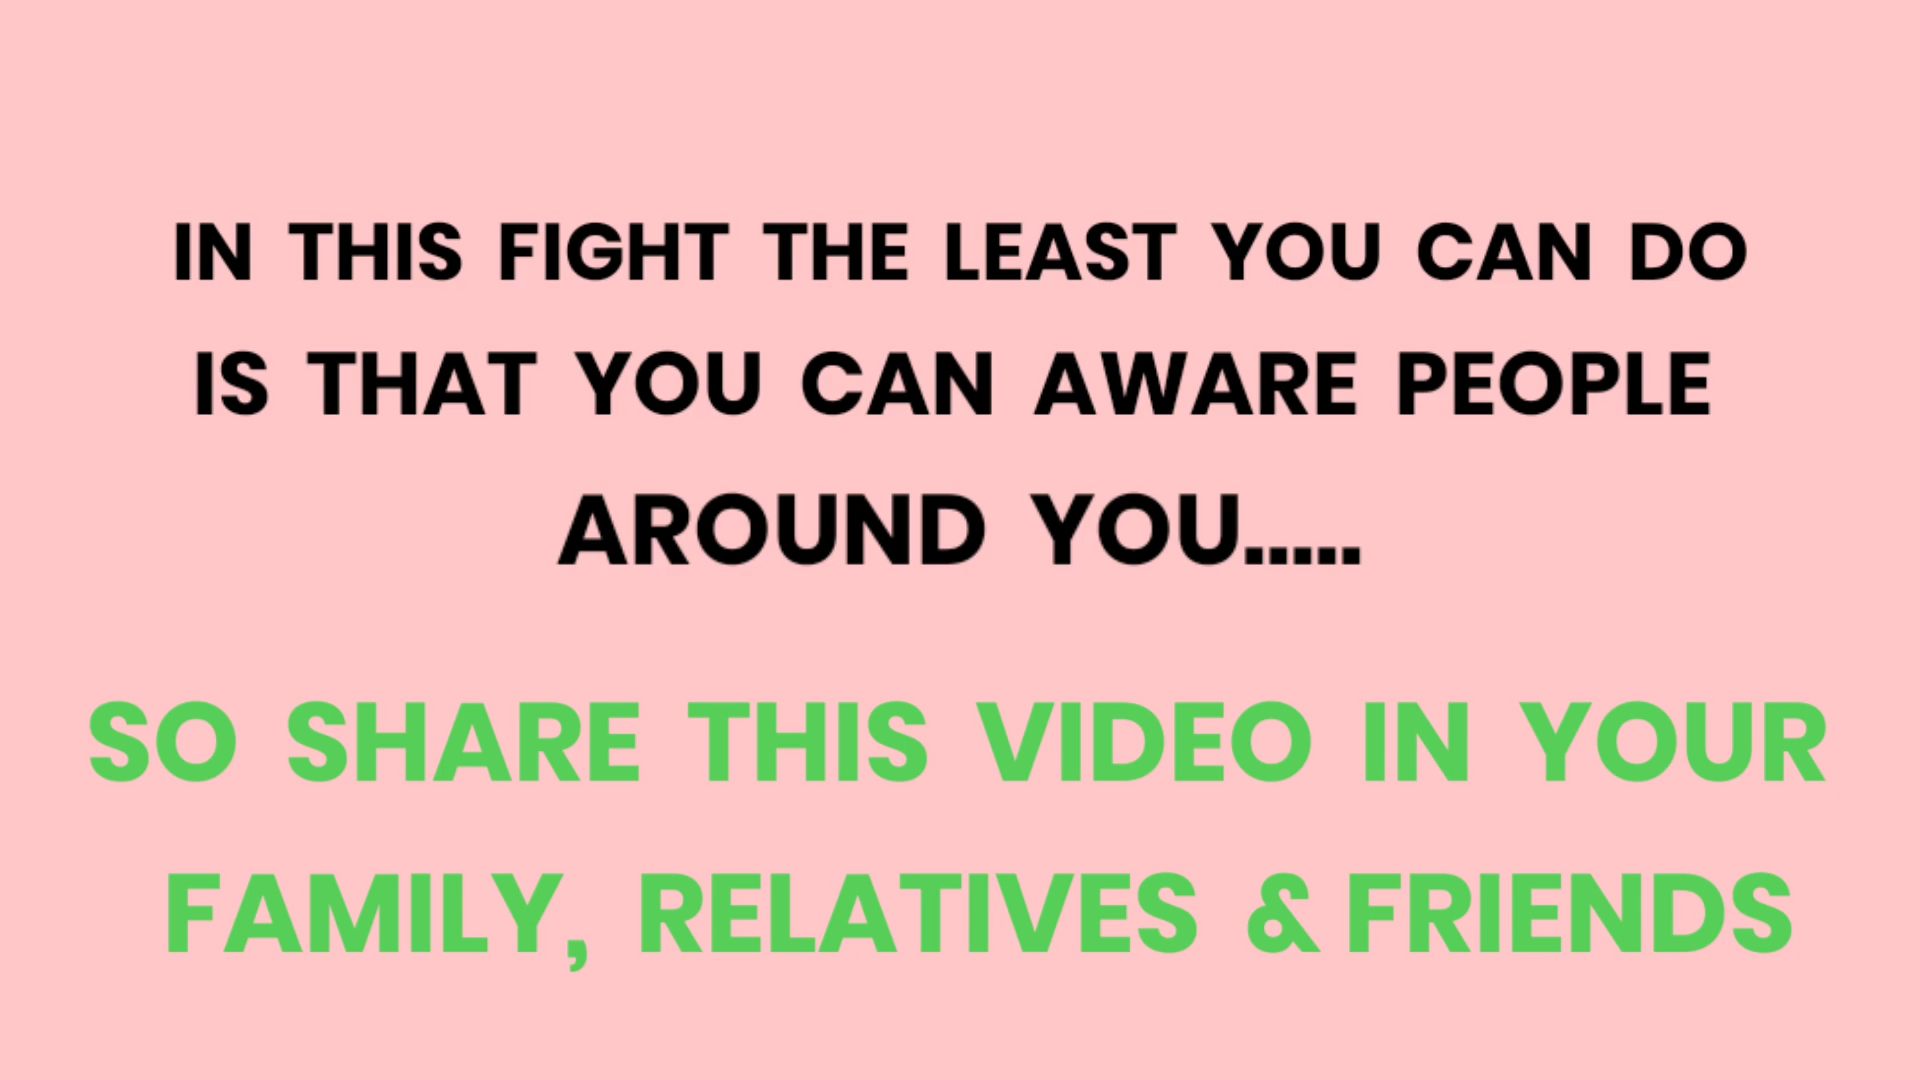 IN THIS FIGHT THE LEAST YOU CAN DO
IS THAT YOU CAN AWARE PEOPLE
AROUND YOU.....
SO SHARE THIS VIDEO IN YOUR
FAMILY, RELATIVES & FRIENDS